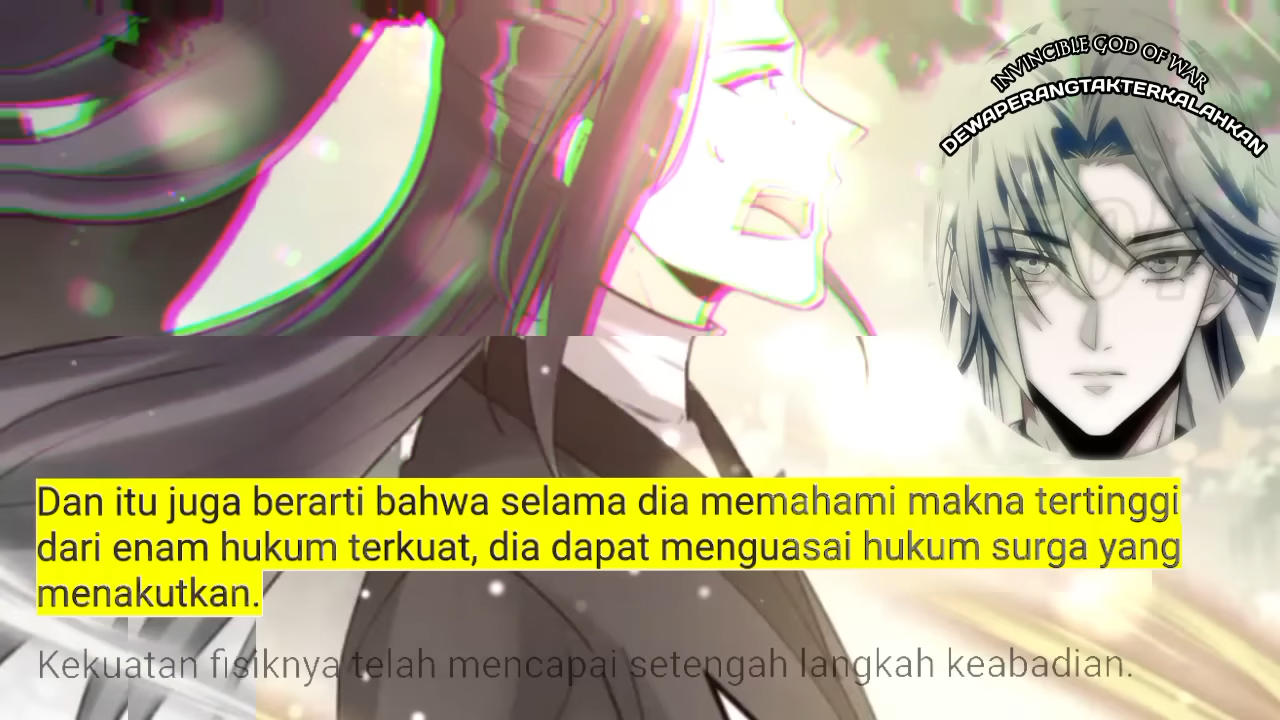 INVINCIBLE GOD OF WAR
DEWAPERANGTAKTERKALAHKAN
Dan itu juga berarti bahwa selama dia memahami makna tertinggi
dari enam hukum terkuat, dia dapat menguasai hukum surga yang
menakutkan.
Kekuatan fisiknya telah mencapai setengah langkah keabadian.